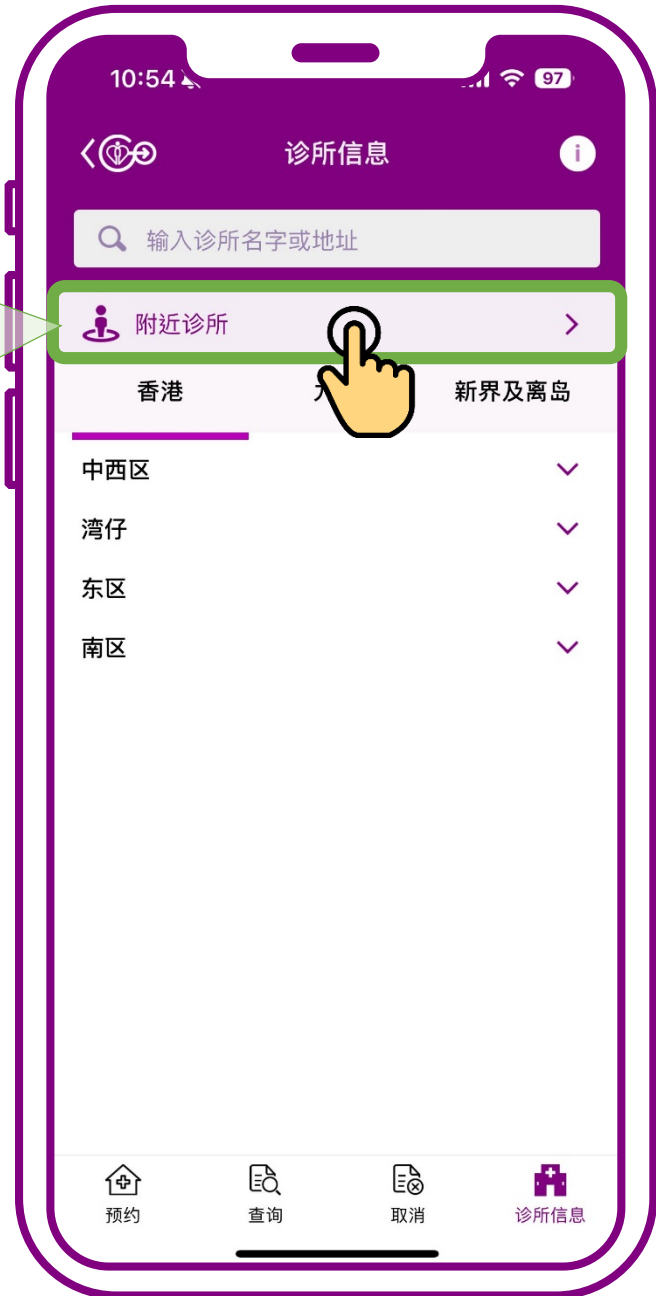 10:54
97
诊所信息
i
输入诊所名字或地址
附近诊所
香港
新界及离岛
中西区
湾仔
东区
南区
预约 查询 取消 诊所信息